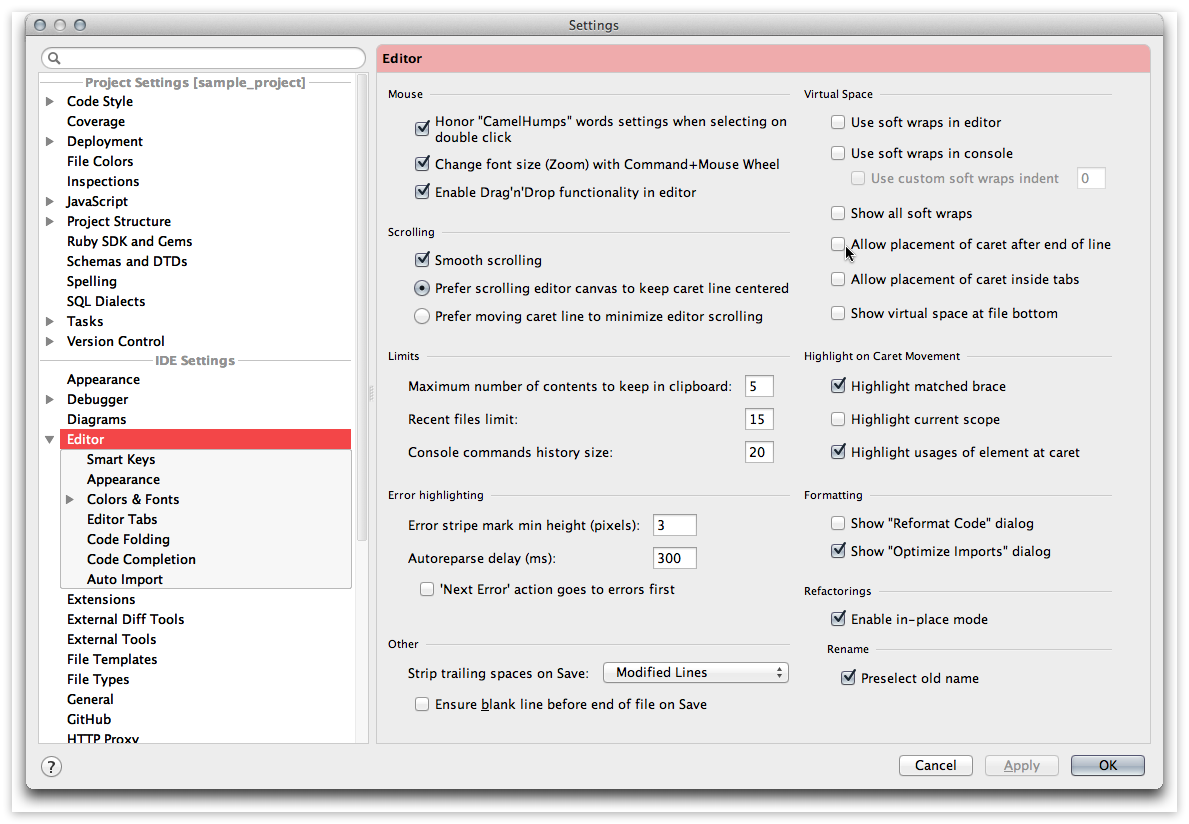 Settings
Project Settings [sample_project]
Code Style
Coverage
Deployment
File Colors
Inspections
JavaScript
Project Structure
Ruby SDK and Gems
Schemas and DTDs
Spelling
SQL Dialects
Tasks
Version Control
IDE Settings
Appearance
Debugger
Diagrams
Editor
Smart Keys
Appearance
Colors & Fonts
Editor Tabs
Code Folding
Code Completion
Auto Import
Extensions
External Diff Tools
External Tools
File Templates
File Types
General
GitHub
HTTP Proxy
Editor
Mouse
Honor "CamelHumps" words settings when selecting on
double click
Change font size (Zoom) with Command+Mouse Wheel
Enable Drag'n'Drop functionality in editor
Scrolling
Smooth scrolling
Prefer scrolling editor canvas to keep caret line centered
Prefer moving caret line to minimize editor scrolling
Limits
Maximum number of contents to keep in clipboard: 5
Recent files limit: 15
Console commands history size: 20
Error highlighting
Error stripe mark min height (pixels): 3
Autoreparse delay (ms): 300
'Next Error' action goes to errors first
Other
Strip trailing spaces on Save: Modified Lines
Ensure blank line before end of file on Save
Virtual Space
Use soft wraps in editor
Use soft wraps in console
Use custom soft wraps indent 0
Show all soft wraps
Allow placement of caret after end of line
Allow placement of caret inside tabs
Show virtual space at file bottom
Highlight on Caret Movement
Highlight matched brace
Highlight current scope
Highlight usages of element at caret
Formatting
Show "Reformat Code" dialog
Show "Optimize Imports" dialog
Refactorings
Enable in-place mode
Rename
Preselect old name
?
Cancel
Apply
OK